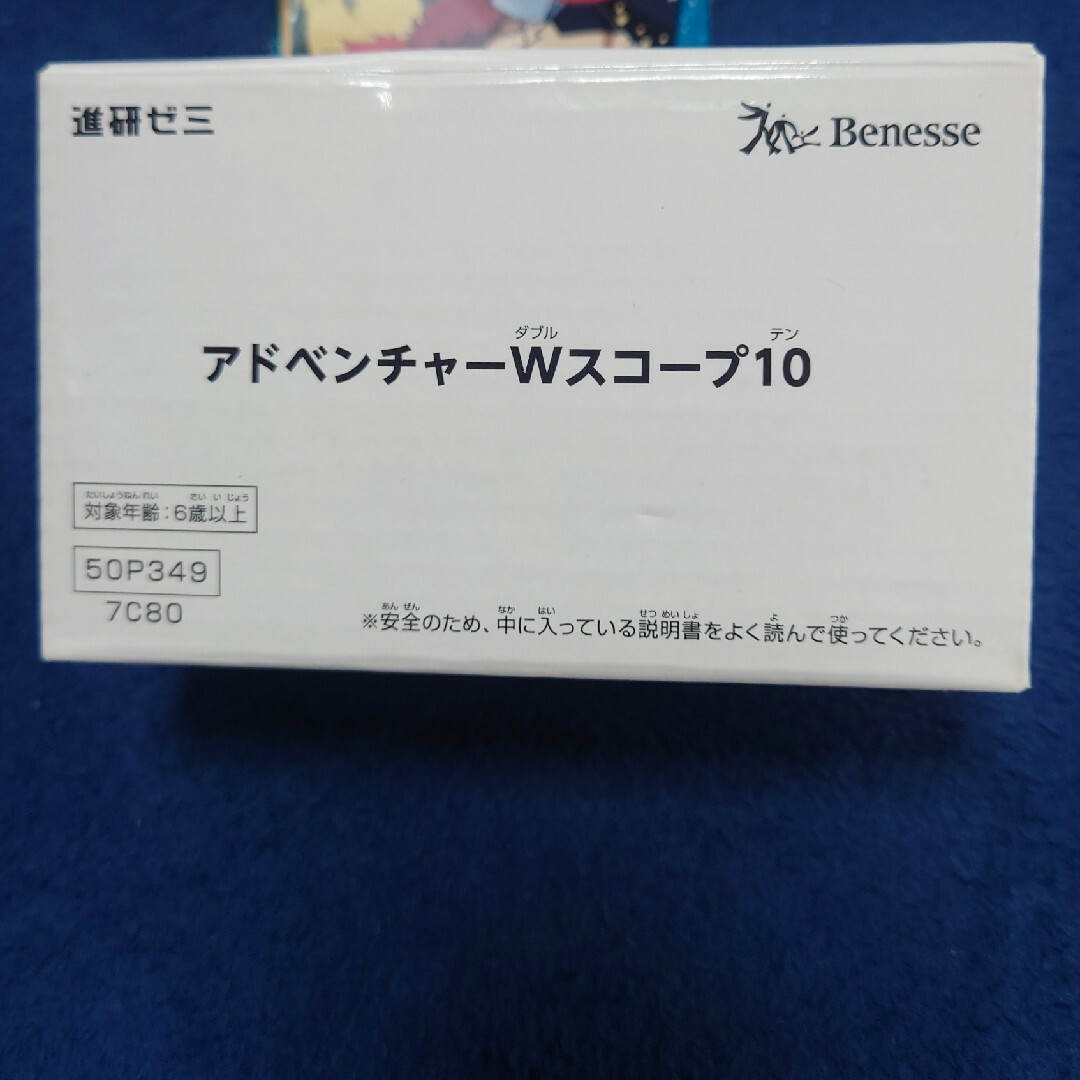 進研ゼミ
Benesse
ダブル テン
アドベンチャーWスコープ10
たいしょうねんれい さいいじょう
対象年齢:6歳以上
50P349
7C80
あんぜん なか はい せつめいしょ よ つか
※安全のため、中に入っている説明書をよく読んで使ってください。